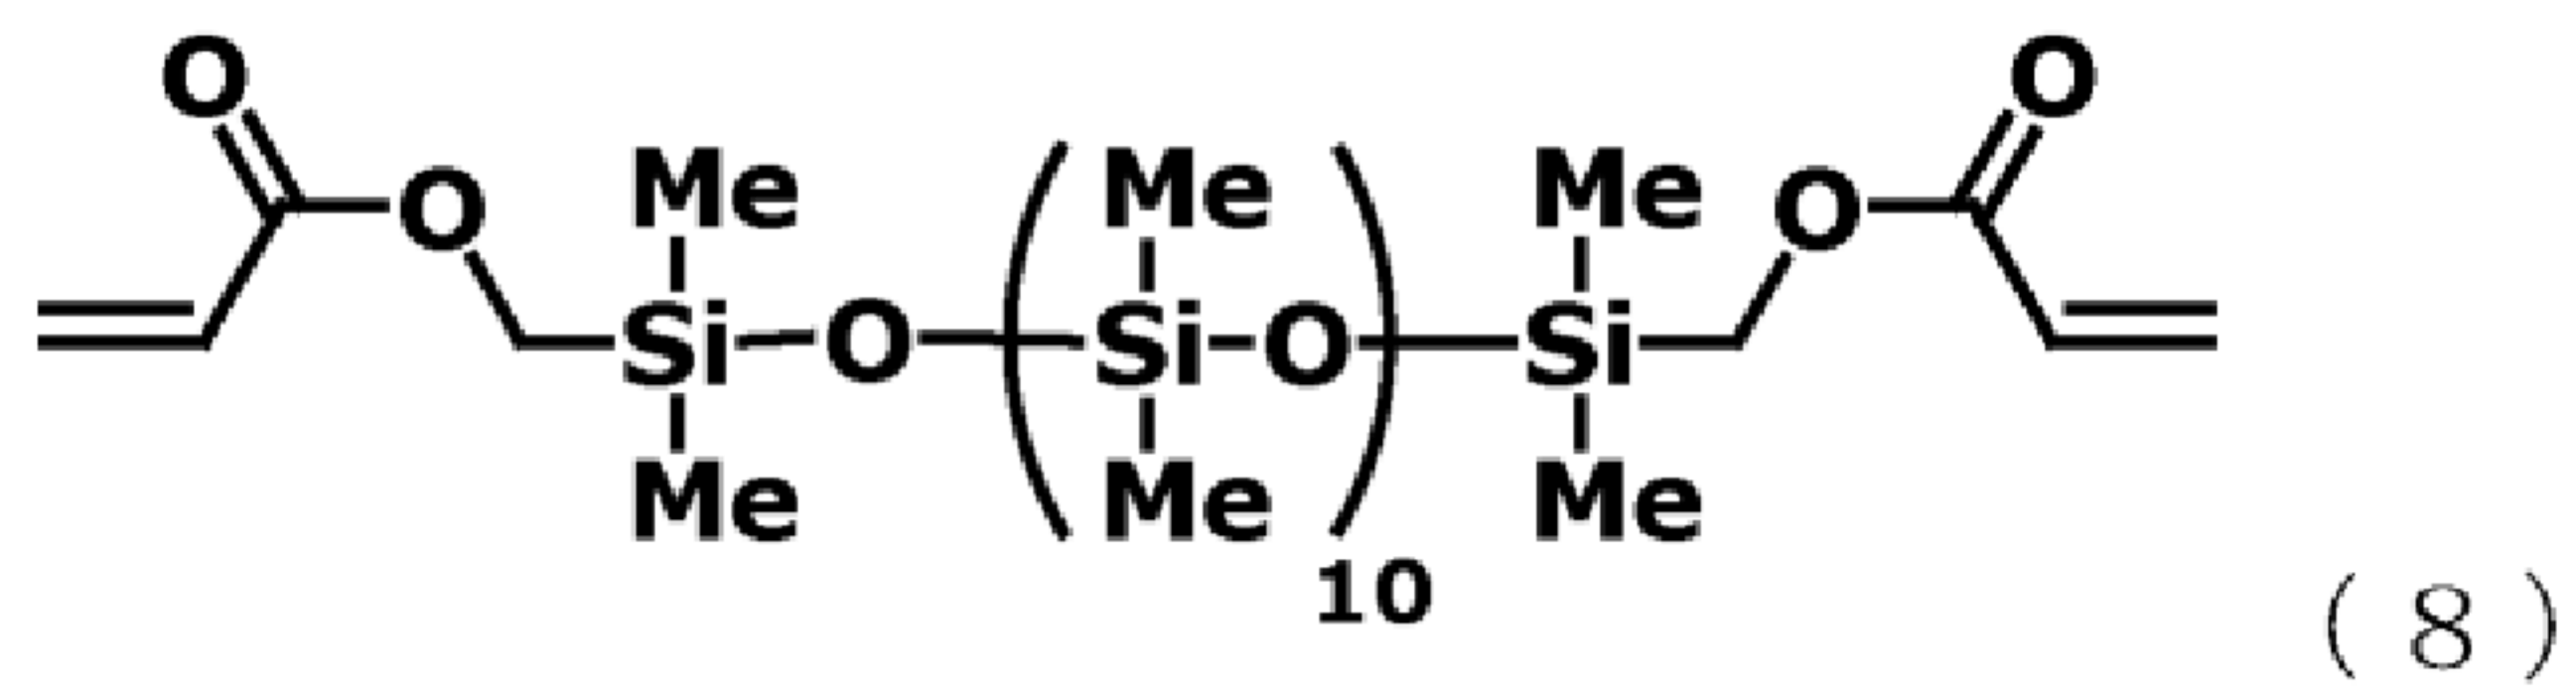 O O
O Me Me Me O
Si O Si O Si
Me Me Me
10
(8)